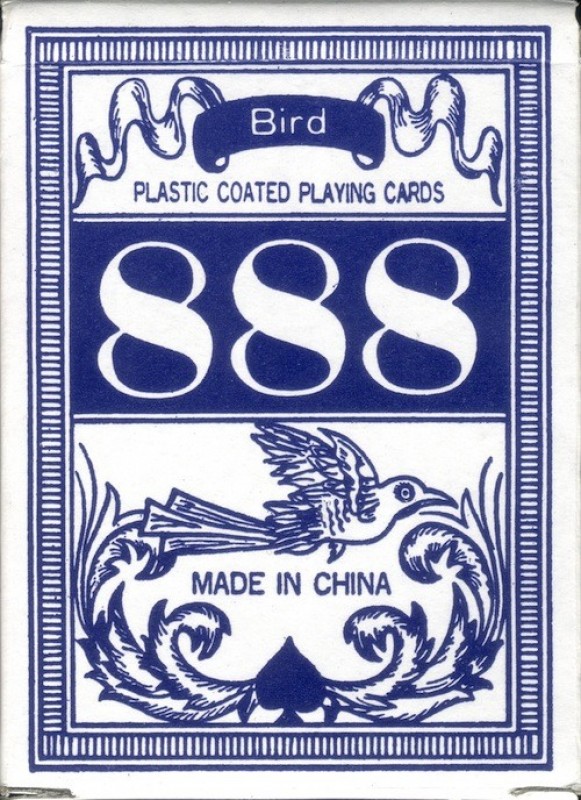 Bird
PLASTIC COATED PLAYING CARDS
888
MADE IN CHINA